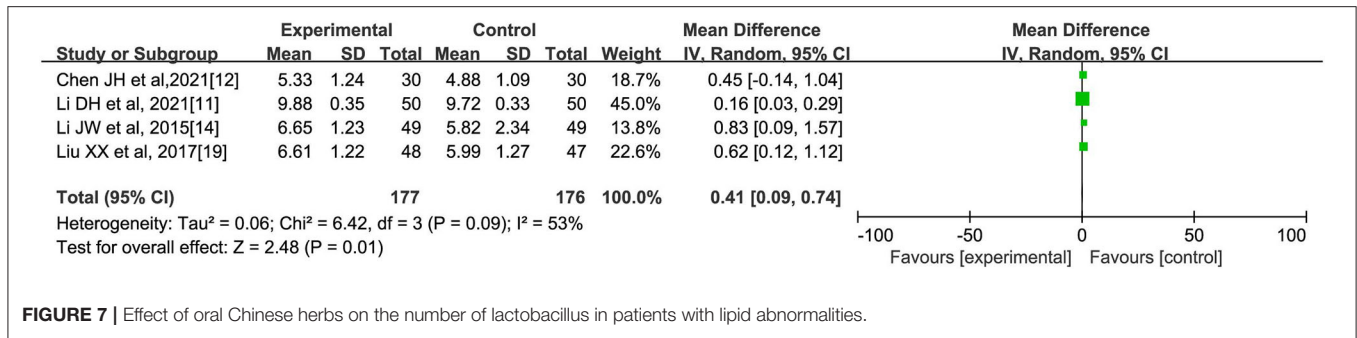 Experimental Control Mean Difference Mean Difference
Study or Subgroup Mean SD Total Mean SD Total Weight IV, Random, 95% CI IV, Random, 95% CI
Chen JH et al,2021[12] 5.33 1.24 30 4.88 1.09 30 18.7% 0.45 [-0.14, 1.04]
Li DH et al, 2021[11] 9.88 0.35 50 9.72 0.33 50 45.0% 0.16 [0.03, 0.29]
Li JW et al, 2015[14] 6.65 1.23 49 5.82 2.34 49 13.8% 0.83 [0.09, 1.57]
Liu XX et al, 2017[19] 6.61 1.22 48 5.99 1.27 47 22.6% 0.62 [0.12, 1.12]
Total (95% CI) 177 176 100.0% 0.41 [0.09, 0.74]
Heterogeneity: Tau² = 0.06; Chi² = 6.42, df = 3 (P = 0.09); I² = 53%
Test for overall effect: Z = 2.48 (P = 0.01)
-100 -50 0 50 100
Favours [experimental] Favours [control]
FIGURE 7 | Effect of oral Chinese herbs on the number of lactobacillus in patients with lipid abnormalities.